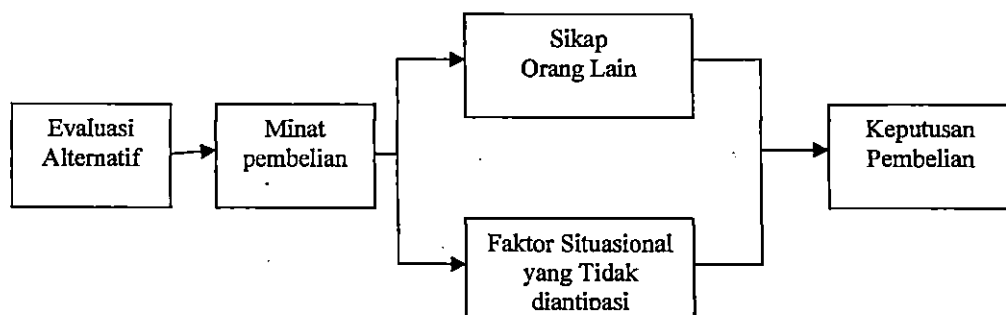 Sikap
Orang Lain
Evaluasi
Alternatif
Minat
pembelian
Keputusan
Pembelian
Faktor Situasional
yang Tidak
diantipasi